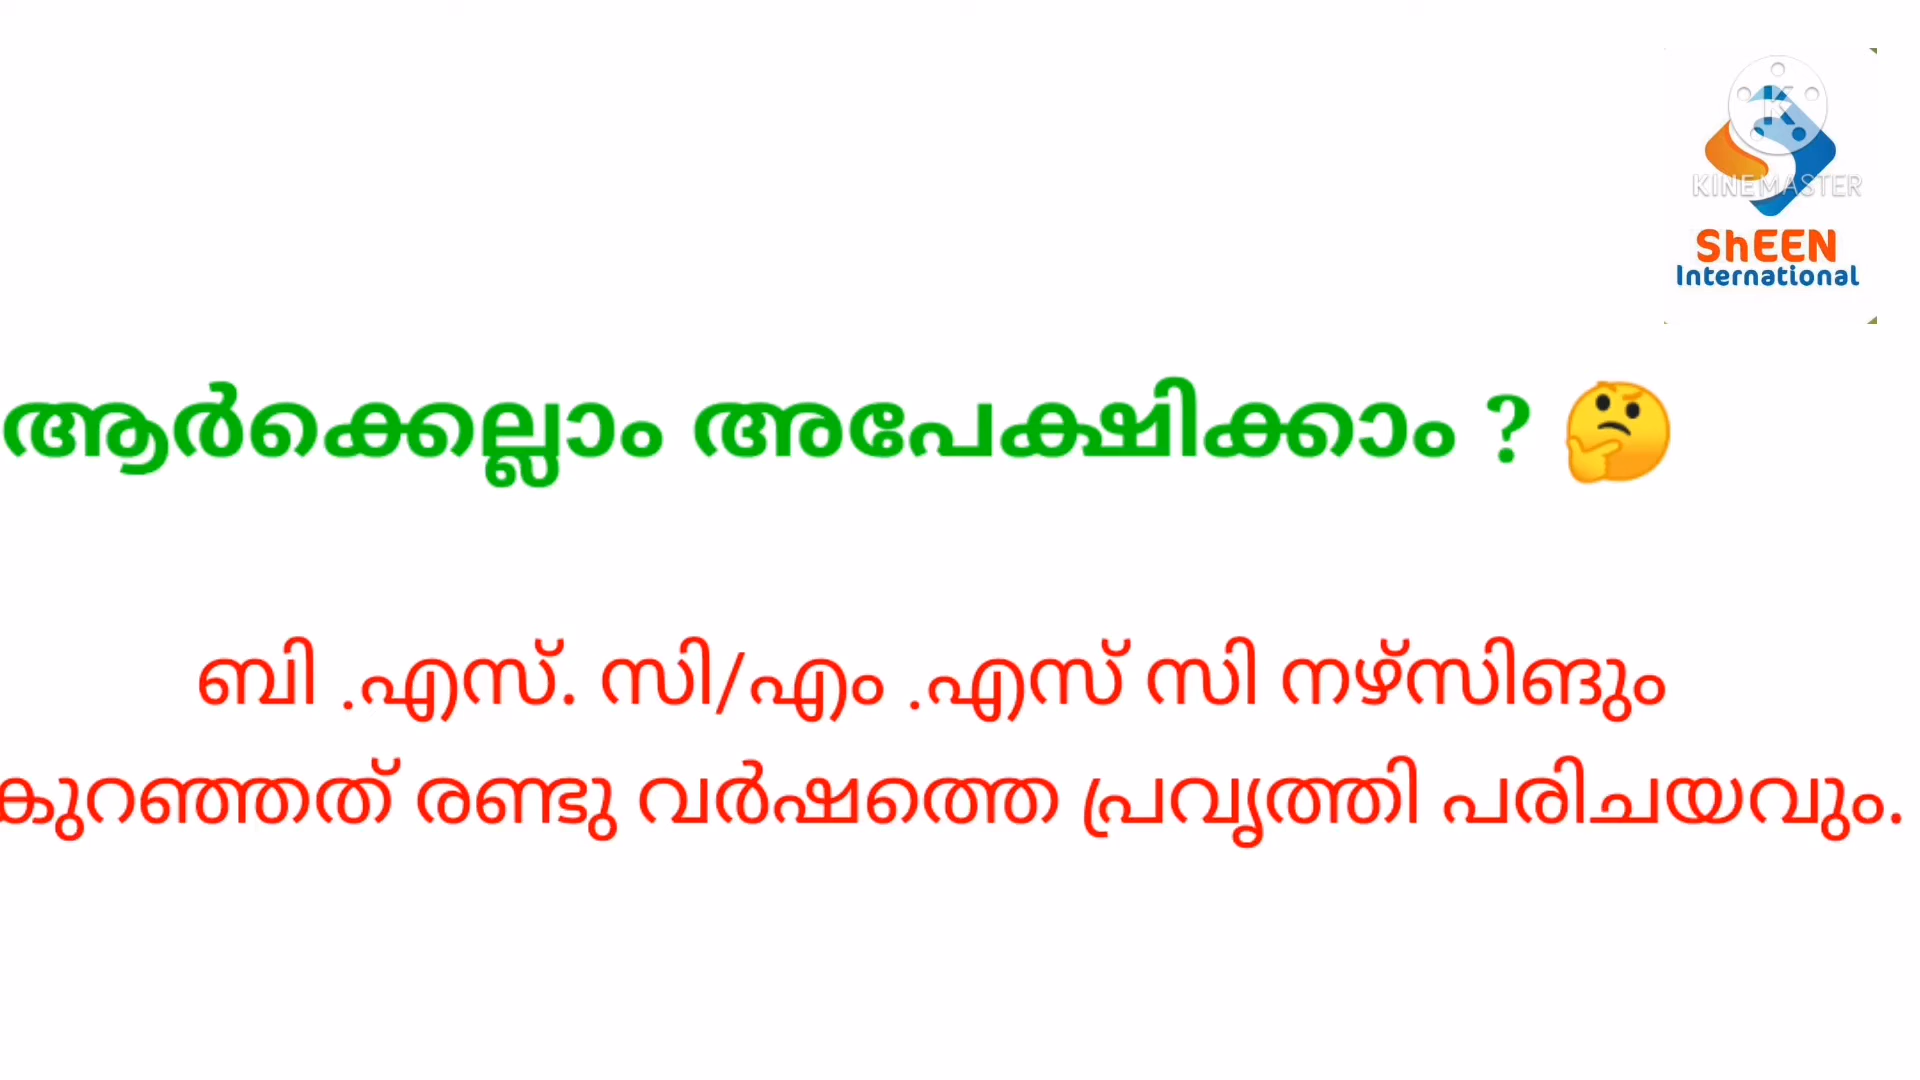 KINEMASTER
ShEEN
International
ആർക്കെല്ലാം അപേക്ഷിക്കാം ? 🤔
ബി .എസ്. സി/എം .എസ് സി നഴ്സിങും
കുറഞ്ഞത് രണ്ടു വർഷത്തെ പ്രവൃത്തി പരിചയവും.